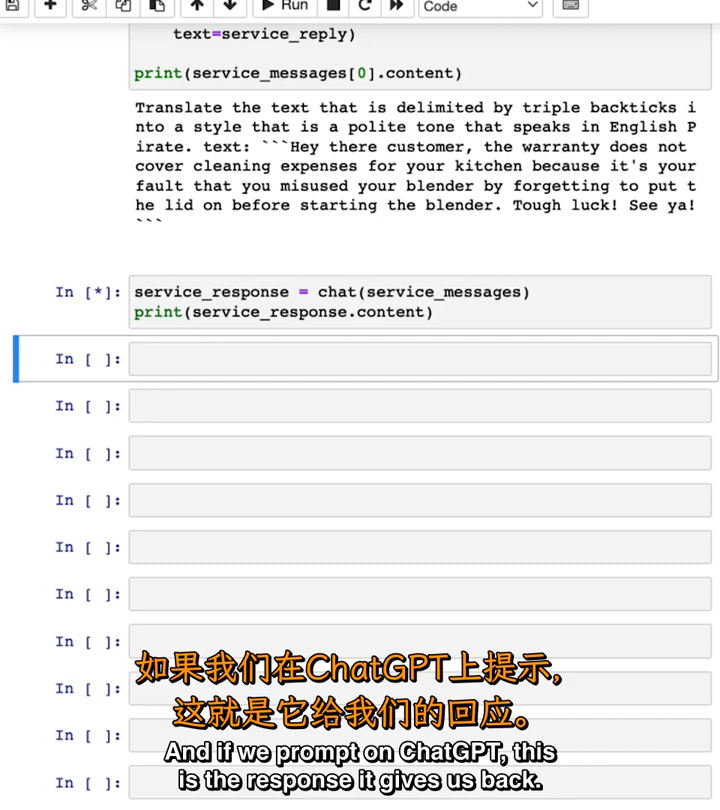 Run
Code
text=service_reply)
print(service_messages[0].content)
Translate the text that is delimited by triple backticks i
nto a style that is a polite tone that speaks in English P
irate. text: ```Hey there customer, the warranty does not
cover cleaning expenses for your kitchen because it's your
fault that you misused your blender by forgetting to put t
he lid on before starting the blender. Tough luck! See ya!
```
In [*]: service_response = chat(service_messages)
print(service_response.content)
In [ ]:
In [ ]:
In [ ]:
In [ ]:
In [ ]:
In [ ]:
In [ ]:
In [ ]:
In [ ]:
In [ ]:
如果我们在ChatGPT上提示,
这就是它给我们的回应。
And if we prompt on ChatGPT, this
is the response it gives us back.